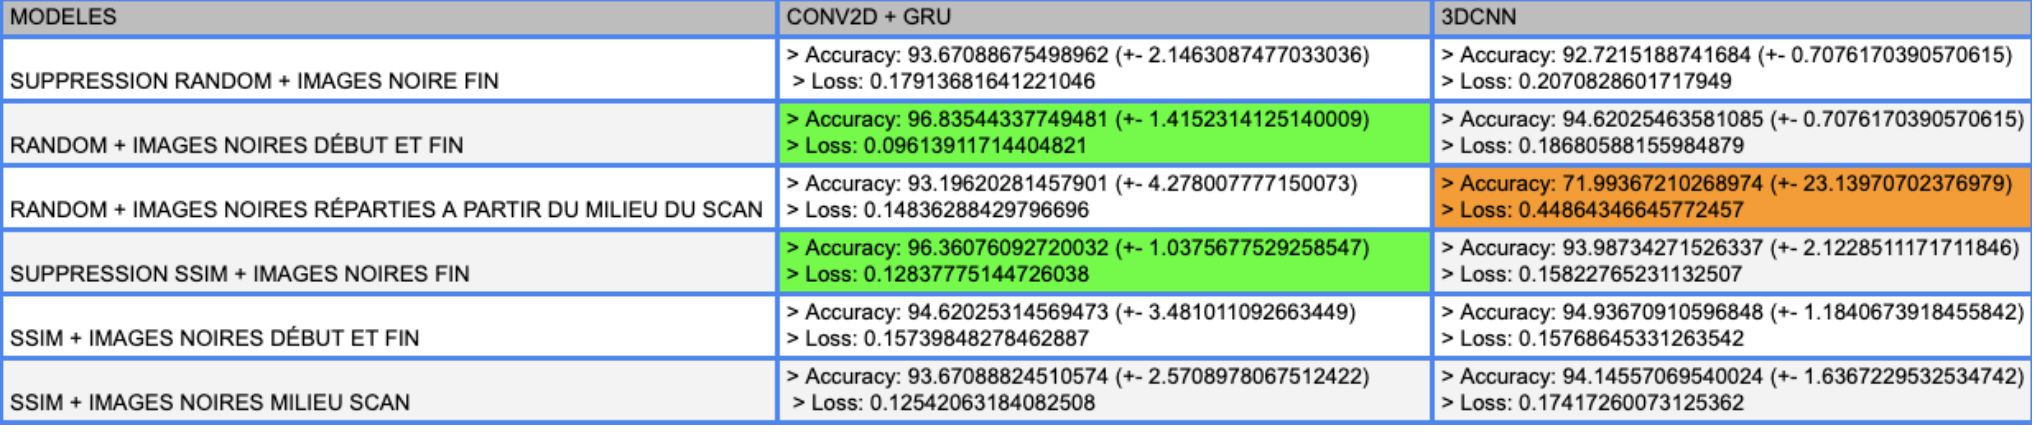 MODELES CONV2D + GRU 3DCNN
SUPPRESSION RANDOM + IMAGES NOIRE FIN
> Accuracy: 93.67088675498962 (+- 2.1463087477033036)
> Loss: 0.17913681641221046
> Accuracy: 92.7215188741684 (+- 0.7076170390570615)
> Loss: 0.2070828601717949
RANDOM + IMAGES NOIRES DÉBUT ET FIN
> Accuracy: 96.83544337749481 (+- 1.4152314125140009)
> Loss: 0.09613911714404821
> Accuracy: 94.62025463581085 (+- 0.7076170390570615)
> Loss: 0.18680588155984879
RANDOM + IMAGES NOIRES RÉPARTIES A PARTIR DU MILIEU DU SCAN
> Accuracy: 93.19620281457901 (+- 4.278007777150073)
> Loss: 0.14836288429796696
> Accuracy: 71.99367210268974 (+- 23.13970702376979)
> Loss: 0.44864346645772457
SUPPRESSION SSIM + IMAGES NOIRES FIN
> Accuracy: 96.36076092720032 (+- 1.0375677529258547)
> Loss: 0.12837775144726038
> Accuracy: 93.98734271526337 (+- 2.1228511171711846)
> Loss: 0.15822765231132507
SSIM + IMAGES NOIRES DÉBUT ET FIN
> Accuracy: 94.62025314569473 (+- 3.481011092663449)
> Loss: 0.15739848278462887
> Accuracy: 94.93670910596848 (+- 1.1840673918455842)
> Loss: 0.15768645331263542
SSIM + IMAGES NOIRES MILIEU SCAN
> Accuracy: 93.67088824510574 (+- 2.5708978067512422)
> Loss: 0.12542063184082508
> Accuracy: 94.14557069540024 (+- 1.6367229532534742)
> Loss: 0.17417260073125362